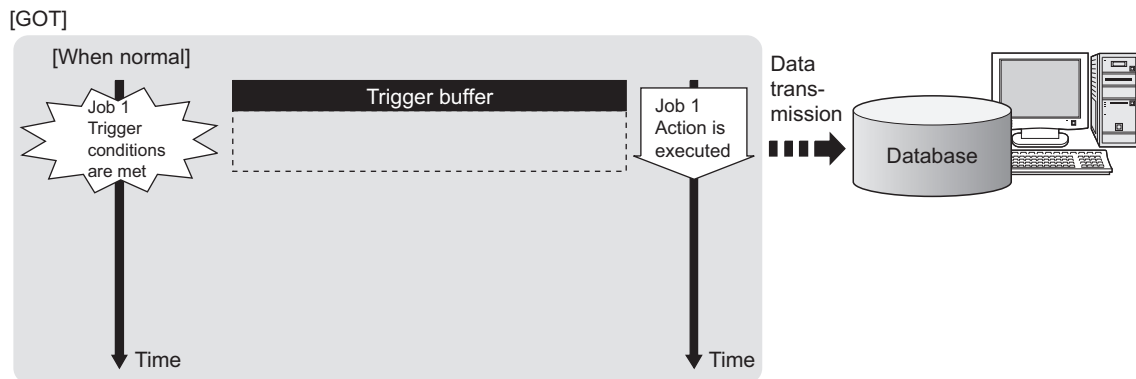 [GOT]
[When normal]
Job 1
Trigger
conditions
are met
Trigger buffer
Job 1
Action is
executed
Data
trans-
mission
Database
Time
Time